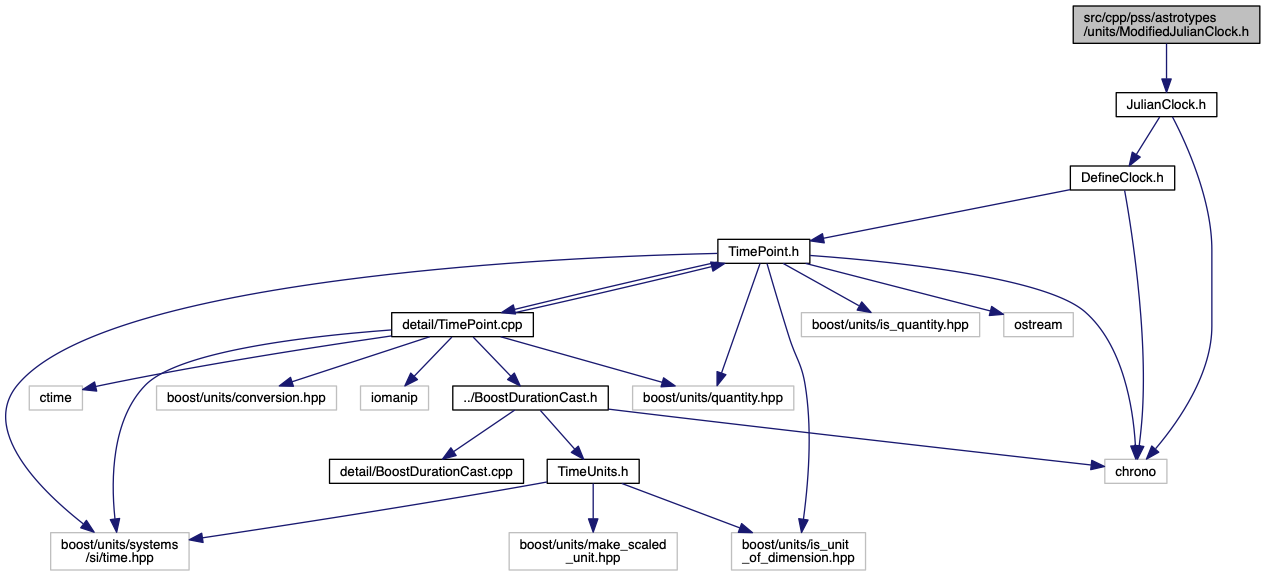 src/cpp/pss/astrotypes
/units/ModifiedJulianClock.h
JulianClock.h
DefineClock.h
TimePoint.h
detail/TimePoint.cpp
boost/units/is_quantity.hpp
ostream
ctime
boost/units/conversion.hpp
iomanip
../BoostDurationCast.h
boost/units/quantity.hpp
detail/BoostDurationCast.cpp
TimeUnits.h
chrono
boost/units/systems
/si/time.hpp
boost/units/make_scaled
_unit.hpp
boost/units/is_unit
_of_dimension.hpp